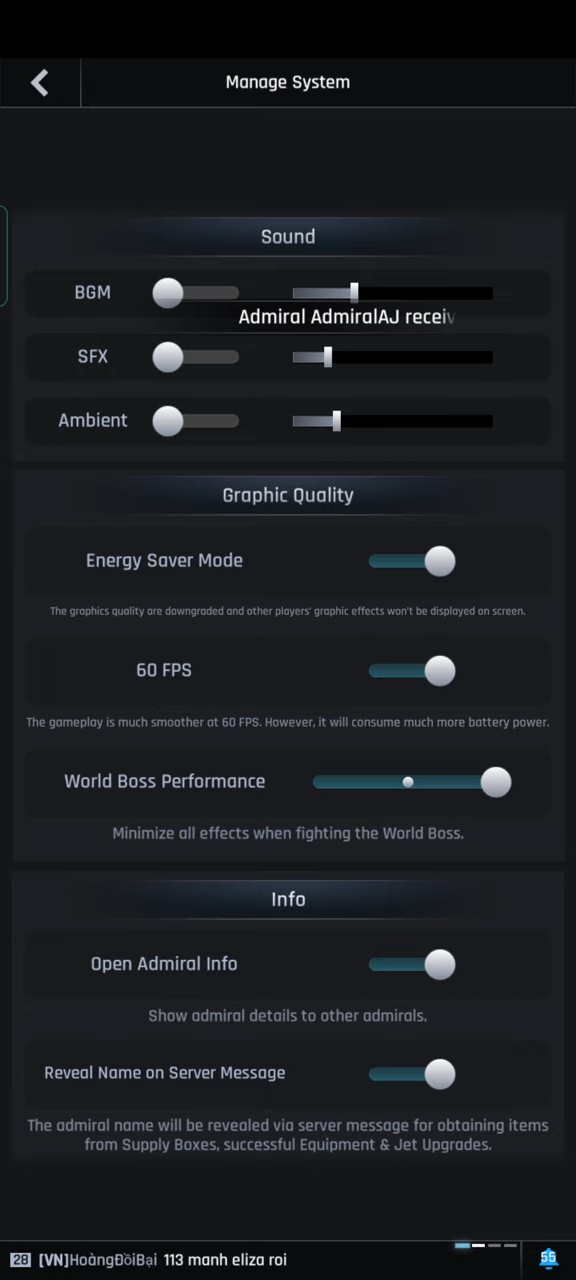 Manage System
Sound
BGM
Admiral AdmiralAJ receiv
SFX
Ambient
Graphic Quality
Energy Saver Mode
The graphics quality are downgraded and other players' graphic effects won't be displayed on screen.
60 FPS
The gameplay is much smoother at 60 FPS. However, it will consume much more battery power.
World Boss Performance
Minimize all effects when fighting the World Boss.
Info
Open Admiral Info
Show admiral details to other admirals.
Reveal Name on Server Message
The admiral name will be revealed via server message for obtaining items
from Supply Boxes, successful Equipment & Jet Upgrades.
28 [VN]HoàngĐồiBại 113 manh eliza roi
55